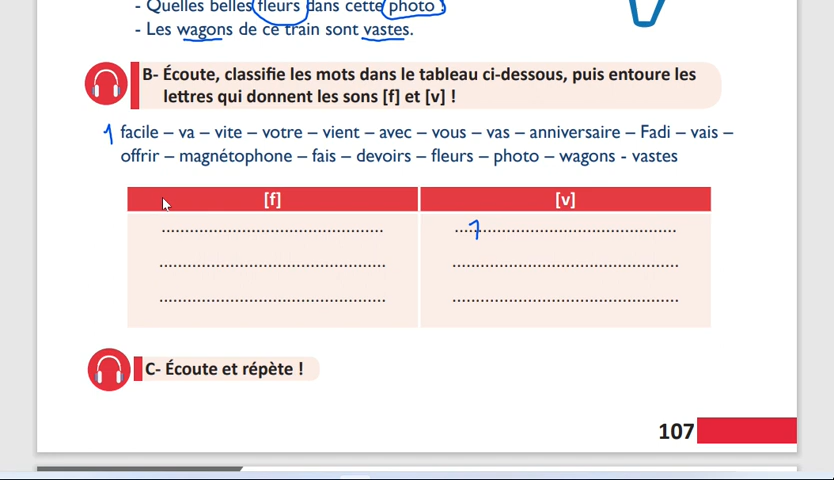 - Quelles belles fleurs dans cette photo !
- Les wagons de ce train sont vastes.
B- Écoute, classifie les mots dans le tableau ci-dessous, puis entoure les
lettres qui donnent les sons [f] et [v] !
1 facile – va – vite – votre – vient – avec – vous – vas – anniversaire – Fadi – vais –
offrir – magnétophone – fais – devoirs – fleurs – photo – wagons - vastes
[f] [v]
C- Écoute et répète !
107